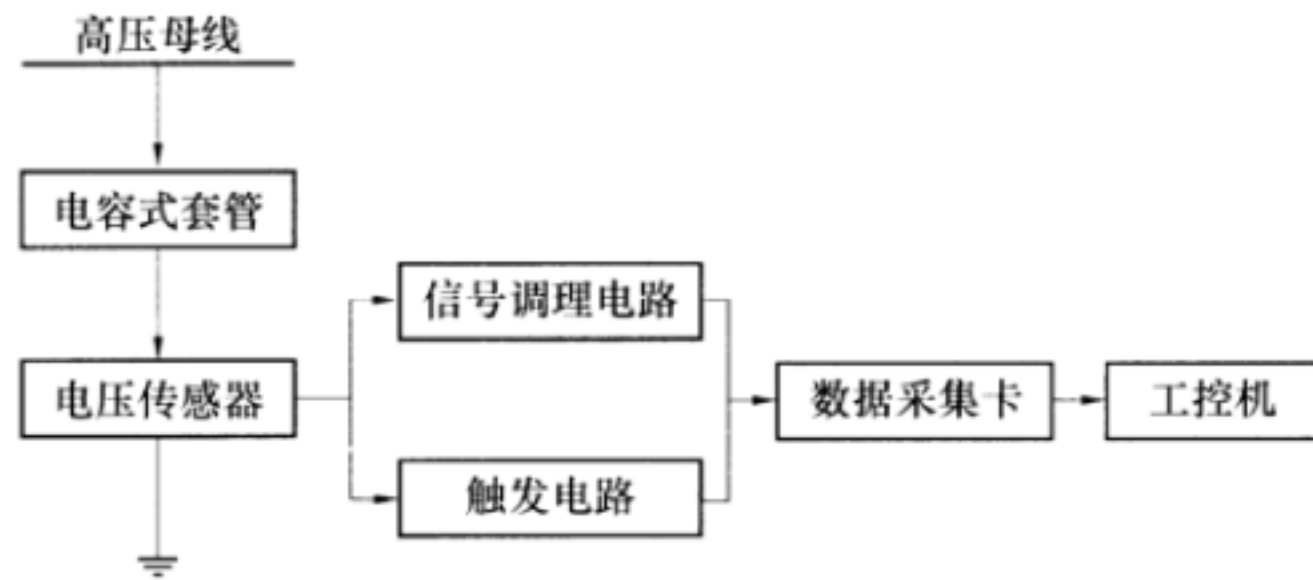 高压母线
电容式套管
电压传感器
信号调理电路
触发电路
数据采集卡
工控机